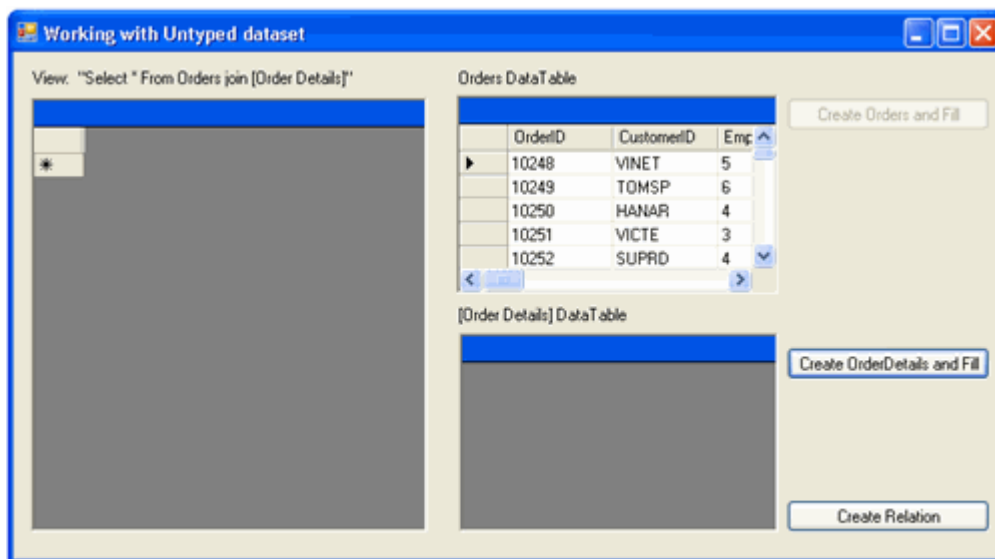 Working with Untyped dataset
View: "Select * From Orders join [Order Details]"
Orders DataTable
Create Orders and Fill
OrderID CustomerID Emp
10248 VINET 5
10249 TOMSP 6
10250 HANAR 4
10251 VICTE 3
10252 SUPRD 4
[Order Details] DataTable
Create OrderDetails and Fill
Create Relation